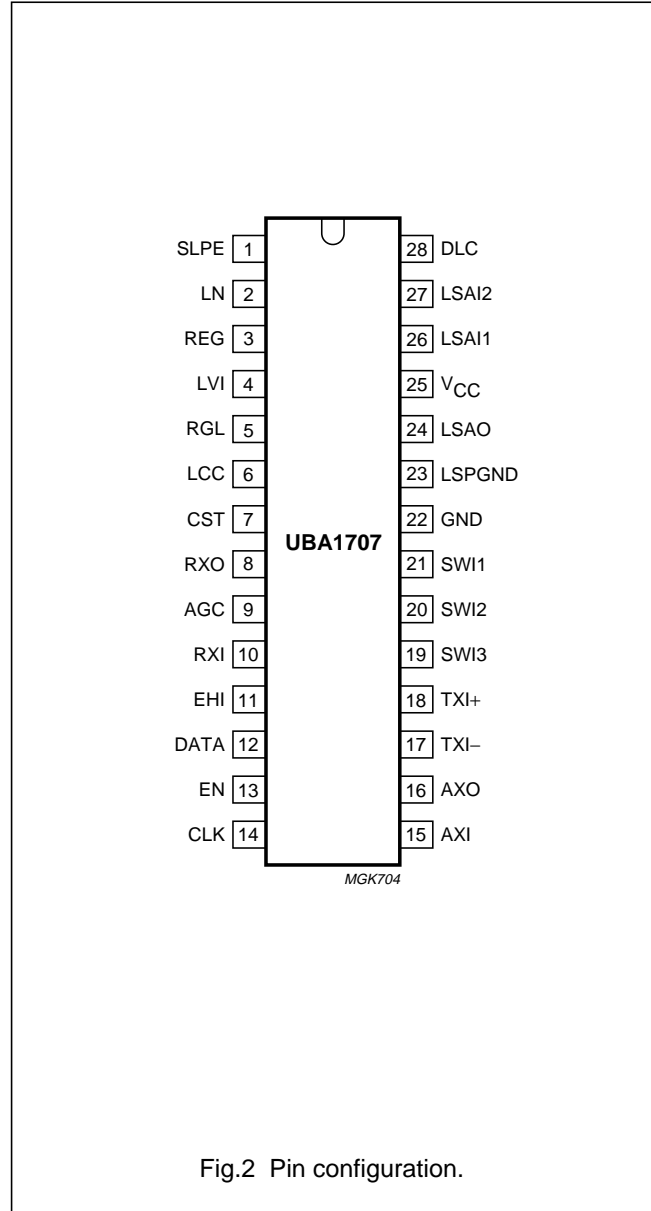 SLPE 1 28 DLC
LN 2 27 LSAI2
REG 3 26 LSAI1
LVI 4 25 VCC
RGL 5 24 LSAO
LCC 6 23 LSPGND
CST 7 22 GND
UBA1707
RXO 8 21 SWI1
AGC 9 20 SWI2
RXI 10 19 SWI3
EHI 11 18 TXI+
DATA 12 17 TXI−
EN 13 16 AXO
CLK 14 15 AXI
MGK704
Fig.2 Pin configuration.